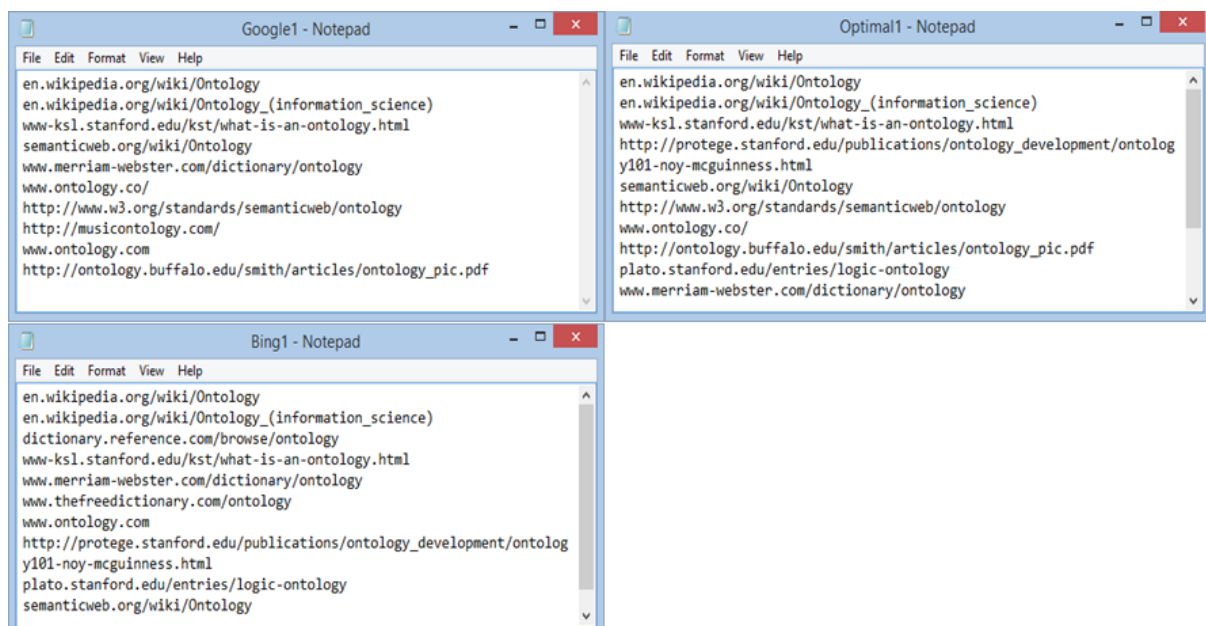 Google1 - Notepad
File Edit Format View Help
en.wikipedia.org/wiki/Ontology
en.wikipedia.org/wiki/Ontology_(information_science)
www-ksl.stanford.edu/kst/what-is-an-ontology.html
semanticweb.org/wiki/Ontology
www.merriam-webster.com/dictionary/ontology
www.ontology.co/
http://www.w3.org/standards/semanticweb/ontology
http://musicontology.com/
www.ontology.com
http://ontology.buffalo.edu/smith/articles/ontology_pic.pdf
Optimal1 - Notepad
File Edit Format View Help
en.wikipedia.org/wiki/Ontology
en.wikipedia.org/wiki/Ontology_(information_science)
www-ksl.stanford.edu/kst/what-is-an-ontology.html
http://protege.stanford.edu/publications/ontology_development/ontolog
y101-noy-mcguinness.html
semanticweb.org/wiki/Ontology
http://www.w3.org/standards/semanticweb/ontology
www.ontology.co/
http://ontology.buffalo.edu/smith/articles/ontology_pic.pdf
plato.stanford.edu/entries/logic-ontology
www.merriam-webster.com/dictionary/ontology
Bing1 - Notepad
File Edit Format View Help
en.wikipedia.org/wiki/Ontology
en.wikipedia.org/wiki/Ontology_(information_science)
dictionary.reference.com/browse/ontology
www-ksl.stanford.edu/kst/what-is-an-ontology.html
www.merriam-webster.com/dictionary/ontology
www.thefreedictionary.com/ontology
www.ontology.com
http://protege.stanford.edu/publications/ontology_development/ontolog
y101-noy-mcguinness.html
plato.stanford.edu/entries/logic-ontology
semanticweb.org/wiki/Ontology